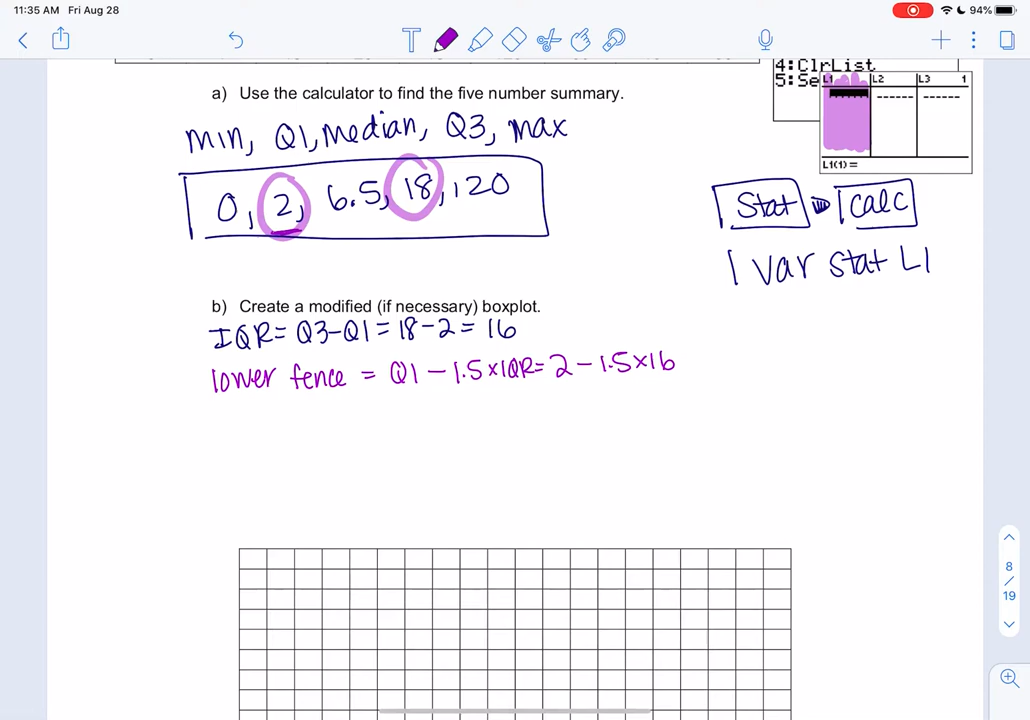 11:35 AM Fri Aug 28
94%
T
4:ClrList
5:Se
L1 L2 L3 1
L1(1)=
a) Use the calculator to find the five number summary.
min, Q1, Median, Q3, max
0, 2, 6.5, 18, 120
Stat Calc
1 Var Stat L1
b) Create a modified (if necessary) boxplot.
IQR = Q3-Q1 = 18-2 = 16
lower fence = Q1 - 1.5×IQR = 2 - 1.5×16
8
/
19